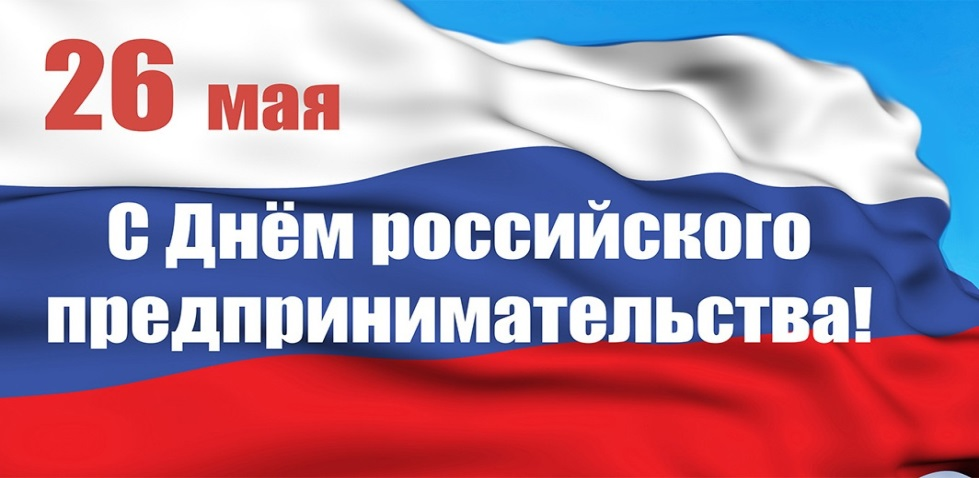 26 мая
С Днём российского
предпринимательства!